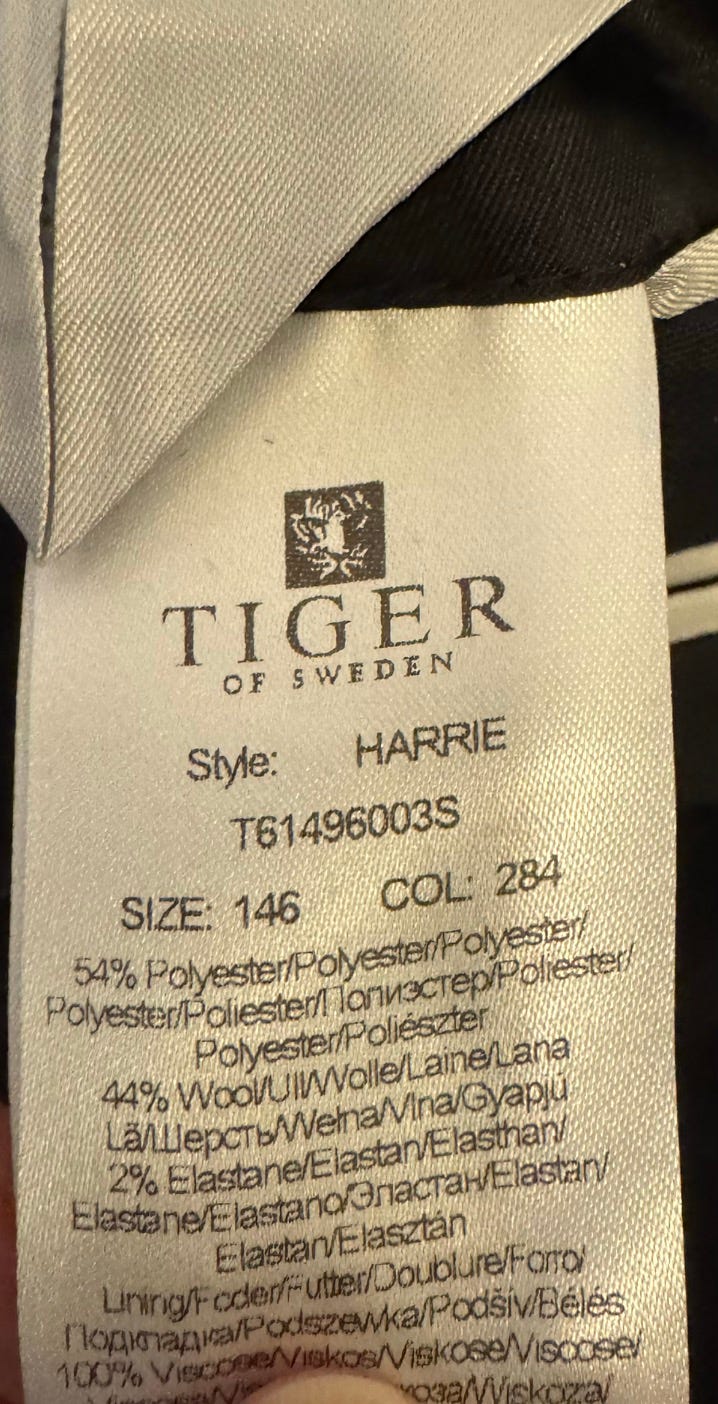 TIGER
OF SWEDEN
Style: HARRIE
T61496003S
SIZE: 146 COL: 284
54% Polyester/Polyester/Polyester/
Polyester/Poliester/Полиэстер/Poliester/
Polyester/Poliészter
44% Wool/Ull/Wolle/Laine/Lana
Lã/Шерсть/Wełna/Vlna/Gyapjú
2% Elastane/Elastan/Elasthan/
Elastane/Elastano/Эластан/Elastan/
Elastan/Elasztán
Lining/Foder/Futter/Doublure/Forro/
Подкладка/Podszewka/Podšív/Bélés
100% Viscose/Viskos/Viskose/Viscose/
/Wiskoza/